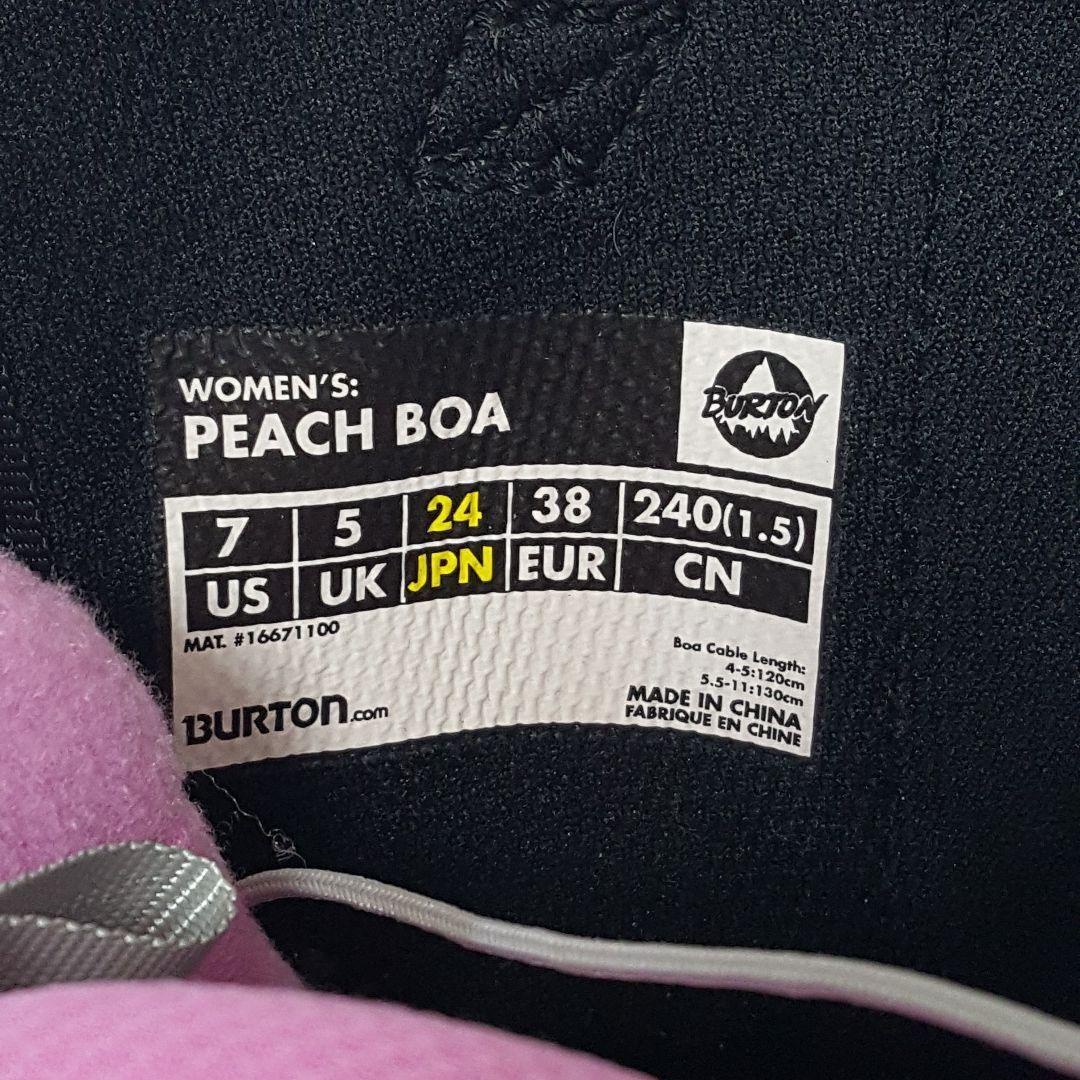 WOMEN'S:
PEACH BOA
BURTON
7 5 24 38 240(1.5)
US UK JPN EUR CN
MAT. #16671100
Boa Cable Length:
4-5:120cm
5.5-11:130cm
BURTON.com
MADE IN CHINA
FABRIQUE EN CHINE